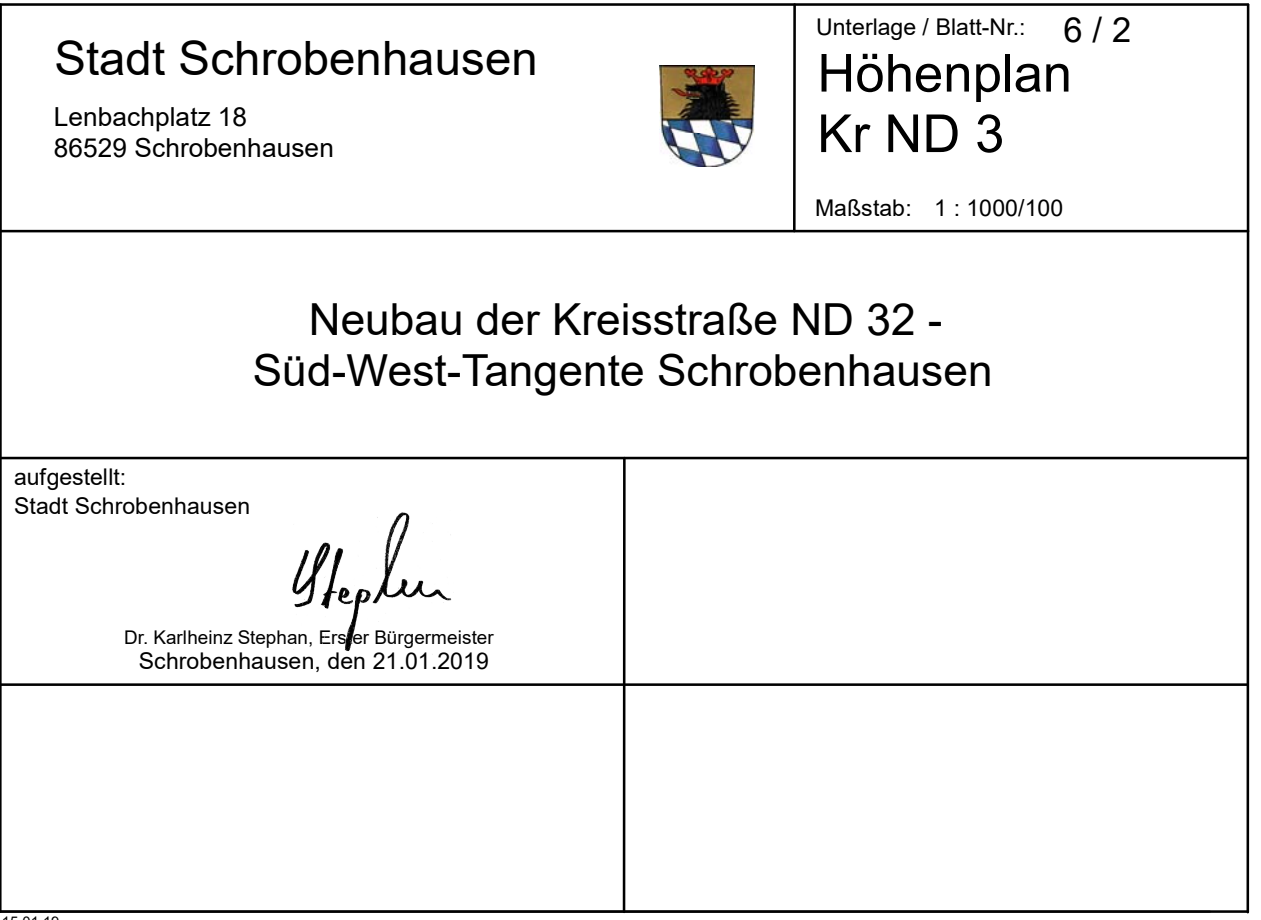 Stadt Schrobenhausen
Lenbachplatz 18
86529 Schrobenhausen
Unterlage / Blatt-Nr.: 6 / 2
Höhenplan
Kr ND 3
Maßstab: 1 : 1000/100
Neubau der Kreisstraße ND 32 -
Süd-West-Tangente Schrobenhausen
aufgestellt:
Stadt Schrobenhausen
Stephan
Dr. Karlheinz Stephan, Erster Bürgermeister
Schrobenhausen, den 21.01.2019